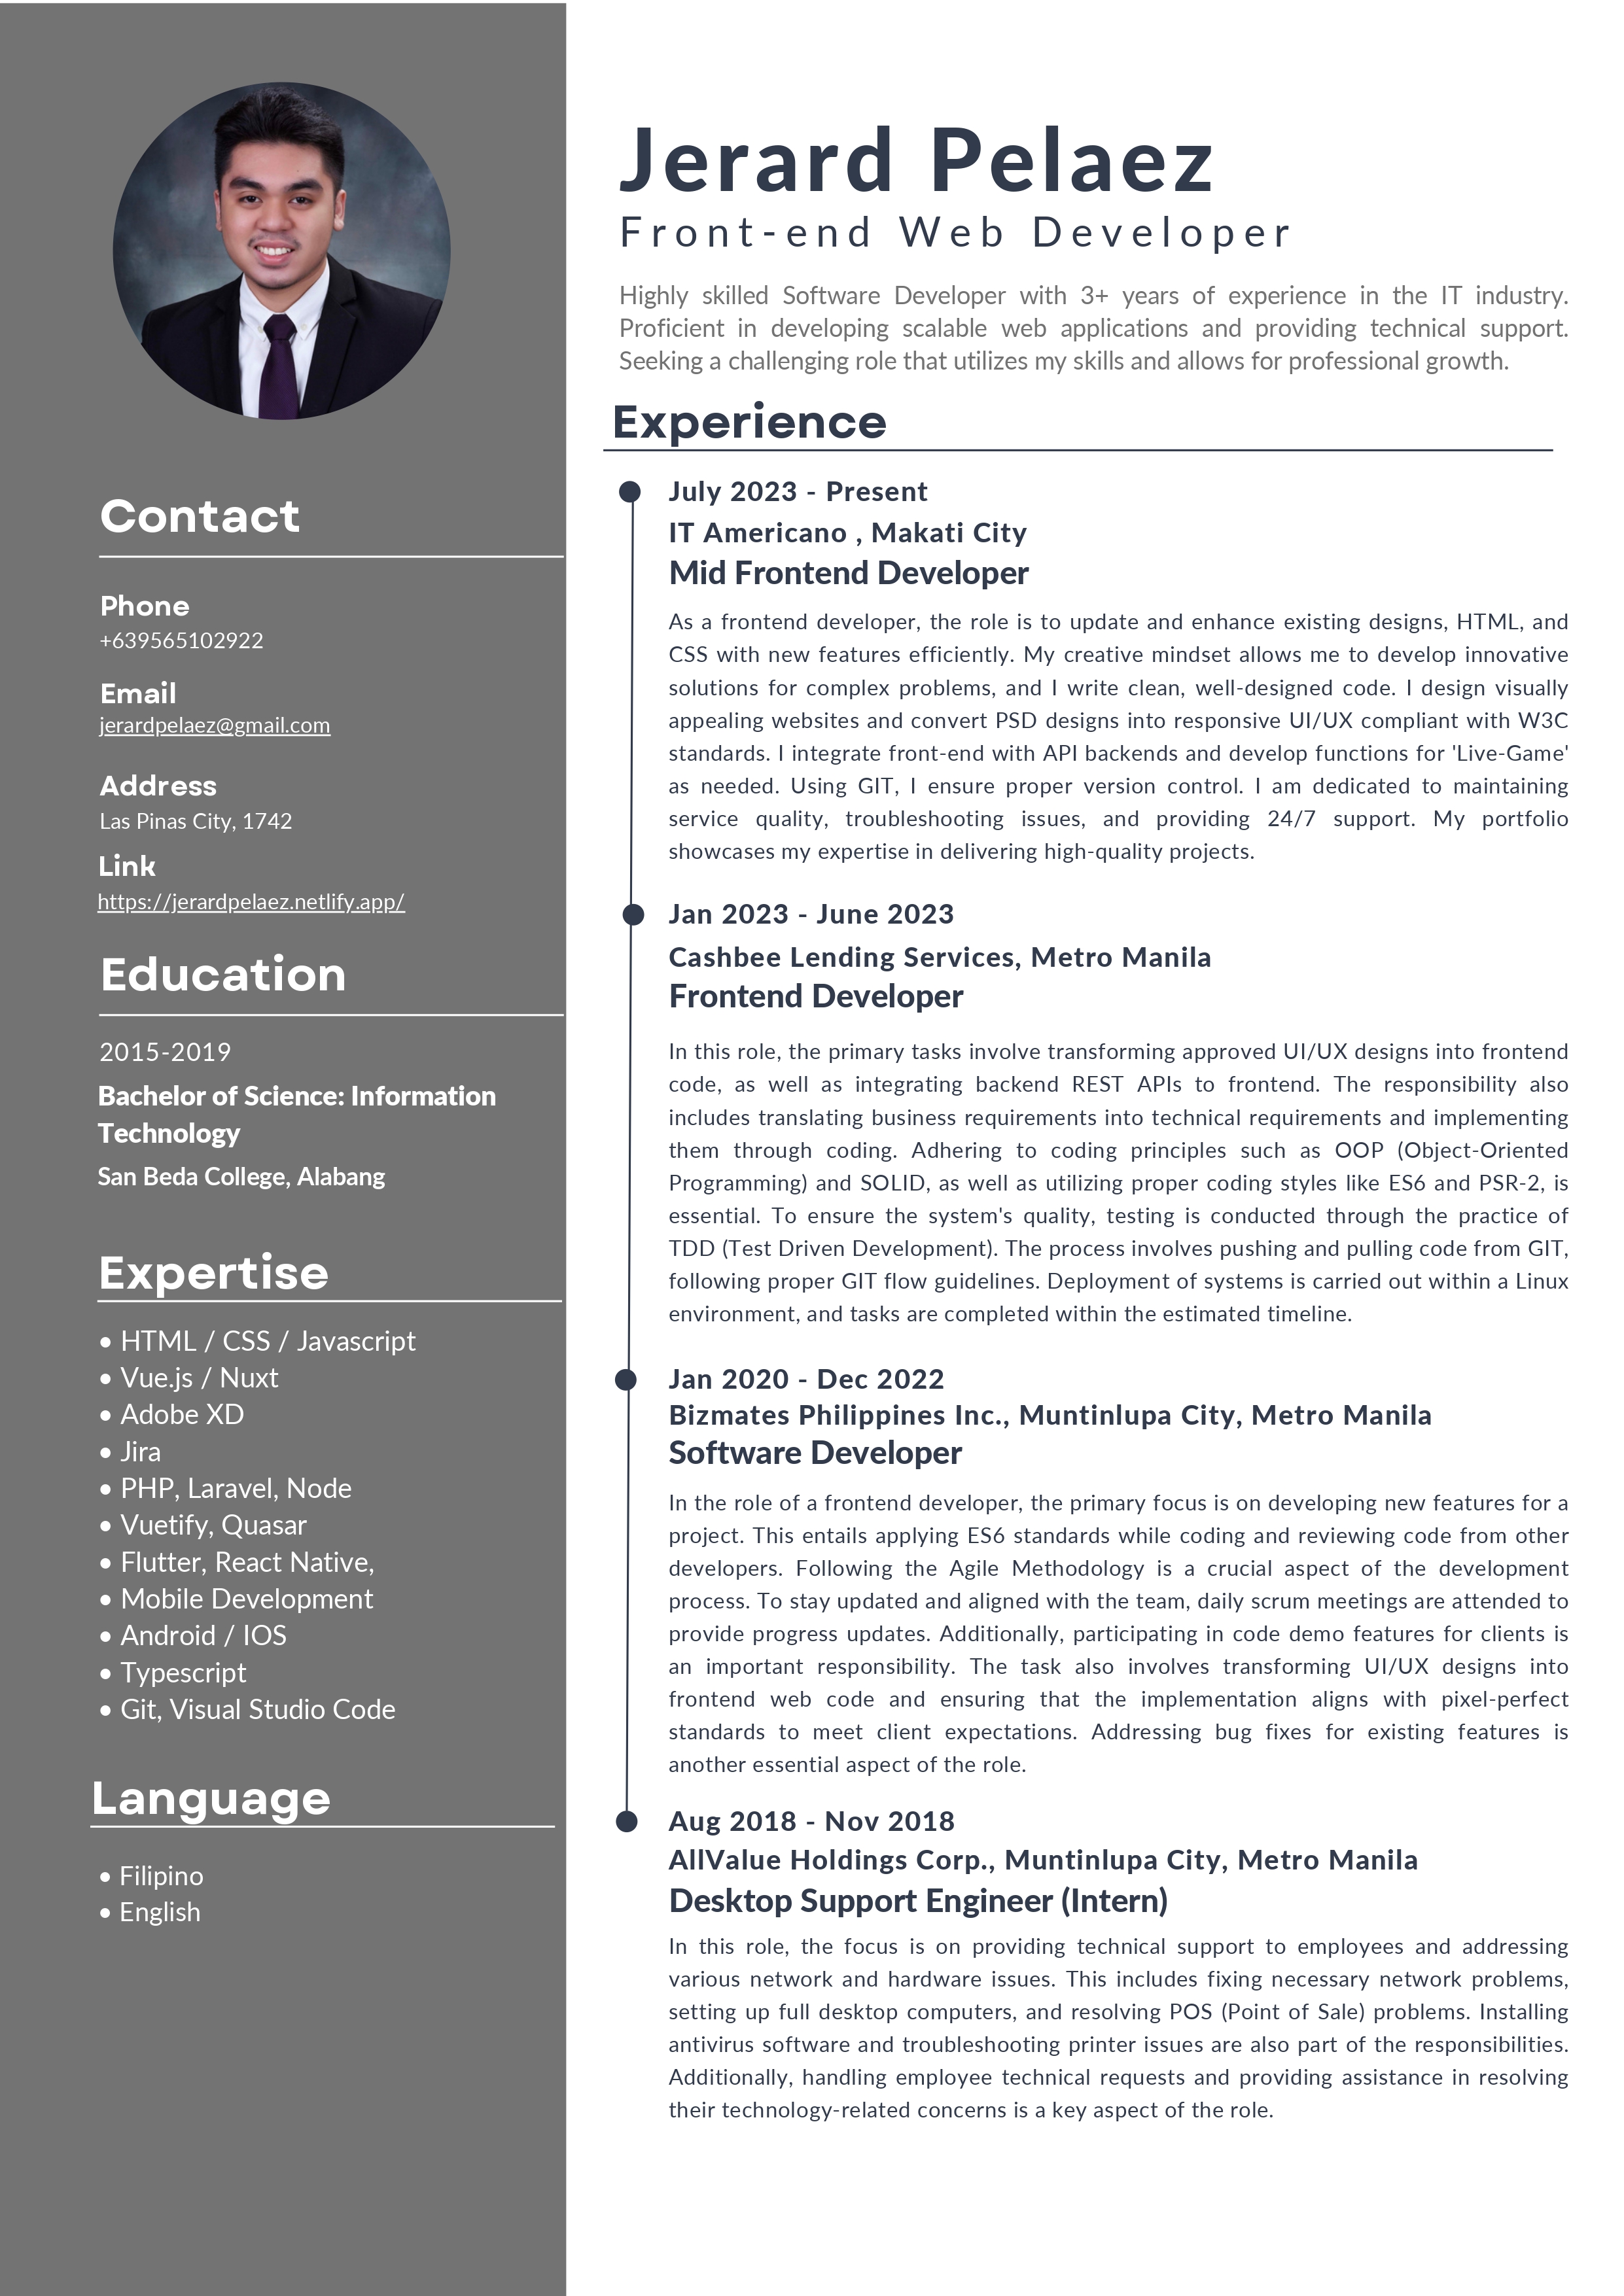 Contact
Phone
+639565102922
Email
jerardpelaez@gmail.com
Address
Las Pinas City, 1742
Link
https://jerardpelaez.netlify.app/
Education
2015-2019
Bachelor of Science: Information
Technology
San Beda College, Alabang
Expertise
• HTML / CSS / Javascript
• Vue.js / Nuxt
• Adobe XD
• Jira
• PHP, Laravel, Node
• Vuetify, Quasar
• Flutter, React Native,
• Mobile Development
• Android / IOS
• Typescript
• Git, Visual Studio Code
Language
• Filipino
• English
Jerard Pelaez
Front-end Web Developer
Highly skilled Software Developer with 3+ years of experience in the IT industry.
Proficient in developing scalable web applications and providing technical support.
Seeking a challenging role that utilizes my skills and allows for professional growth.
Experience
July 2023 - Present
IT Americano , Makati City
Mid Frontend Developer
As a frontend developer, the role is to update and enhance existing designs, HTML, and
CSS with new features efficiently. My creative mindset allows me to develop innovative
solutions for complex problems, and I write clean, well-designed code. I design visually
appealing websites and convert PSD designs into responsive UI/UX compliant with W3C
standards. I integrate front-end with API backends and develop functions for 'Live-Game'
as needed. Using GIT, I ensure proper version control. I am dedicated to maintaining
service quality, troubleshooting issues, and providing 24/7 support. My portfolio
showcases my expertise in delivering high-quality projects.
Jan 2023 - June 2023
Cashbee Lending Services, Metro Manila
Frontend Developer
In this role, the primary tasks involve transforming approved UI/UX designs into frontend
code, as well as integrating backend REST APIs to frontend. The responsibility also
includes translating business requirements into technical requirements and implementing
them through coding. Adhering to coding principles such as OOP (Object-Oriented
Programming) and SOLID, as well as utilizing proper coding styles like ES6 and PSR-2, is
essential. To ensure the system's quality, testing is conducted through the practice of
TDD (Test Driven Development). The process involves pushing and pulling code from GIT,
following proper GIT flow guidelines. Deployment of systems is carried out within a Linux
environment, and tasks are completed within the estimated timeline.
Jan 2020 - Dec 2022
Bizmates Philippines Inc., Muntinlupa City, Metro Manila
Software Developer
In the role of a frontend developer, the primary focus is on developing new features for a
project. This entails applying ES6 standards while coding and reviewing code from other
developers. Following the Agile Methodology is a crucial aspect of the development
process. To stay updated and aligned with the team, daily scrum meetings are attended to
provide progress updates. Additionally, participating in code demo features for clients is
an important responsibility. The task also involves transforming UI/UX designs into
frontend web code and ensuring that the implementation aligns with pixel-perfect
standards to meet client expectations. Addressing bug fixes for existing features is
another essential aspect of the role.
Aug 2018 - Nov 2018
AllValue Holdings Corp., Muntinlupa City, Metro Manila
Desktop Support Engineer (Intern)
In this role, the focus is on providing technical support to employees and addressing
various network and hardware issues. This includes fixing necessary network problems,
setting up full desktop computers, and resolving POS (Point of Sale) problems. Installing
antivirus software and troubleshooting printer issues are also part of the responsibilities.
Additionally, handling employee technical requests and providing assistance in resolving
their technology-related concerns is a key aspect of the role.